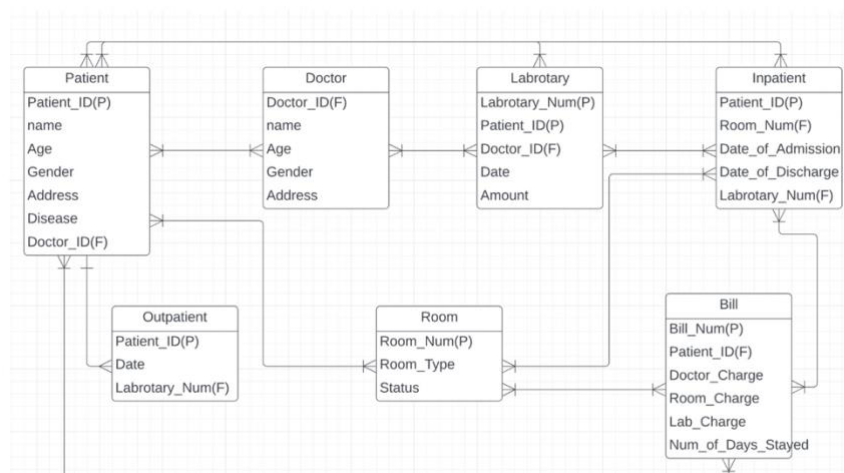 Patient
Patient_ID(P)
name
Age
Gender
Address
Disease
Doctor_ID(F)
Doctor
Doctor_ID(F)
name
Age
Gender
Address
Labrotary
Labrotary_Num(P)
Patient_ID(P)
Doctor_ID(F)
Date
Amount
Inpatient
Patient_ID(P)
Room_Num(F)
Date_of_Admission
Date_of_Discharge
Labrotary_Num(F)
Outpatient
Patient_ID(P)
Date
Labrotary_Num(F)
Room
Room_Num(P)
Room_Type
Status
Bill
Bill_Num(P)
Patient_ID(F)
Doctor_Charge
Room_Charge
Lab_Charge
Num_of_Days_Stayed